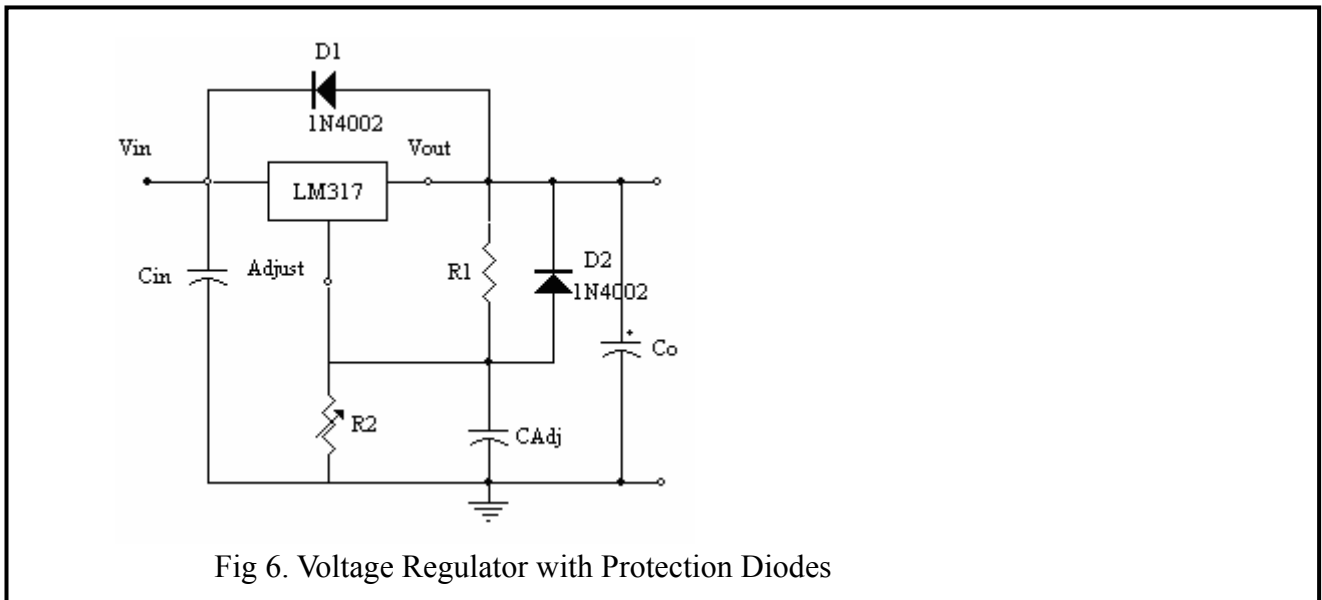 D1
1N4002
Vin
Vout
LM317
Cin
Adjust
R1
D2
1N4002
+
Co
R2
CAdj
Fig 6. Voltage Regulator with Protection Diodes